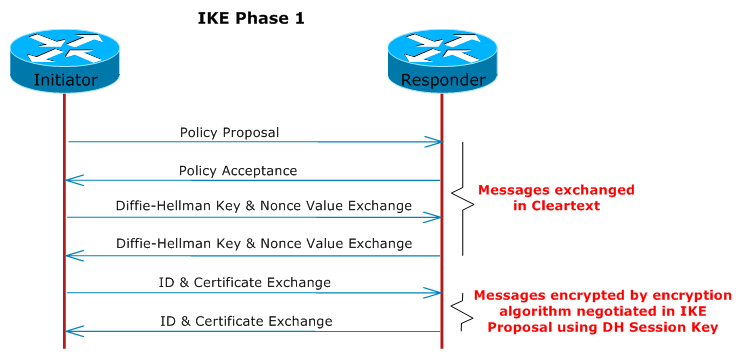 IKE Phase 1
Initiator
Responder
Policy Proposal
Policy Acceptance
Diffie-Hellman Key & Nonce Value Exchange
Diffie-Hellman Key & Nonce Value Exchange
ID & Certificate Exchange
ID & Certificate Exchange
Messages exchanged
in Cleartext
Messages encrypted by encryption
algorithm negotiated in IKE
Proposal using DH Session Key